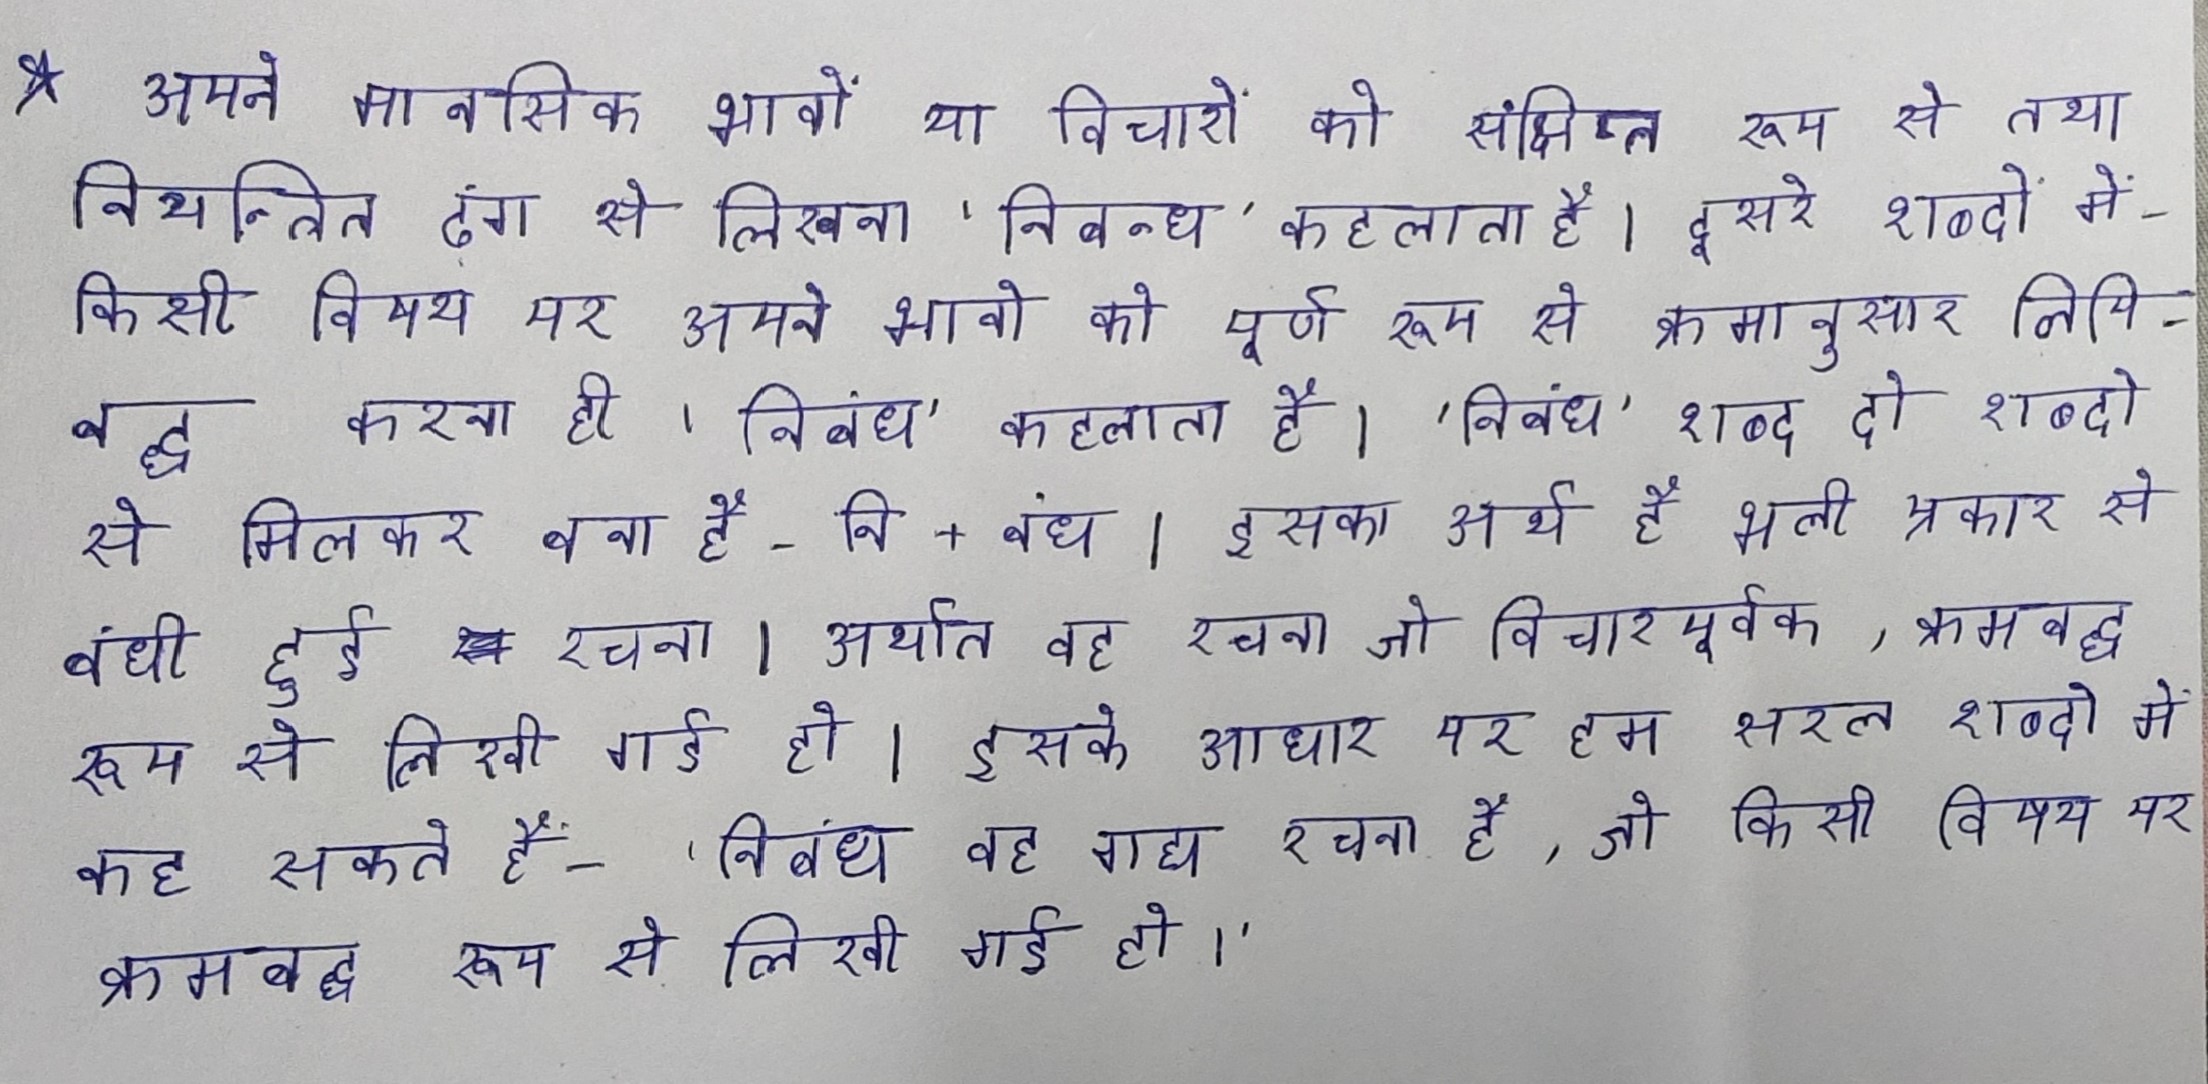 * अपने मानसिक भावों या विचारों को संक्षिप्त रूप से तथा
नियन्त्रित ढंग से लिखना 'निबन्ध' कहलाता है। दूसरे शब्दों में-
किसी विषय पर अपने भावो को पूर्ण रूप से क्रमानुसार लिपि-
बद्ध करना ही 'निबंध' कहलाता है। 'निबंध' शब्द दो शब्दो
से मिलकर बना है - नि + बंध। इसका अर्थ है भली प्रकार से
बंधी हुई रचना। अर्थात वह रचना जो विचारपूर्वक, क्रमबद्ध
रूप से लिखी गई हो। इसके आधार पर हम सरल शब्दो में
कह सकते हैं- 'निबंध वह गद्य रचना है, जो किसी विषय पर
क्रमबद्ध रूप से लिखी गई हो।'